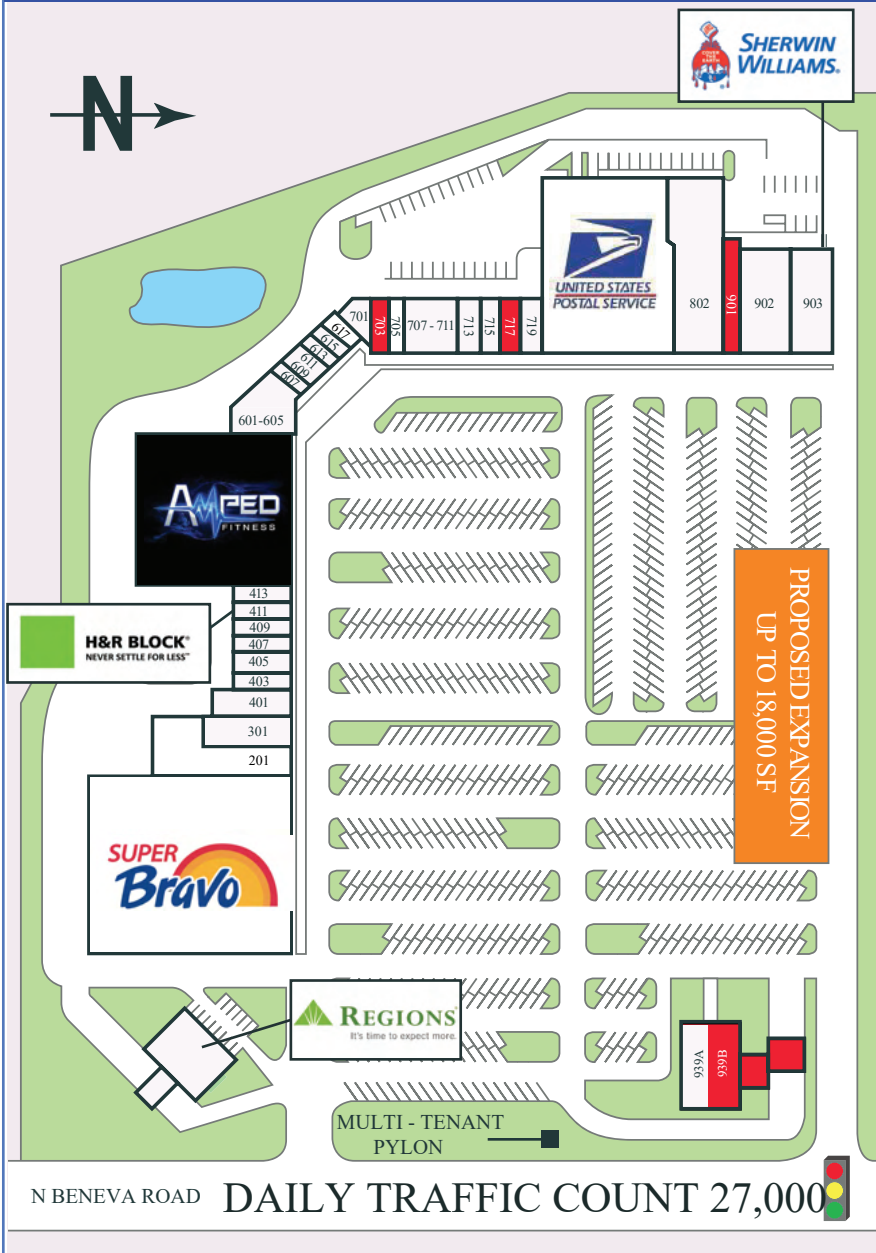 SHERWIN
WILLIAMS.
COVER
THE
EARTH
N
UNITED STATES
POSTAL SERVICE
802
901
902
903
701
703
705
707 - 711
713
715
717
719
617
615
613
611
609
607
601-605
AMPED
FITNESS
413
411
409
407
405
403
401
301
201
H&R BLOCK®
NEVER SETTLE FOR LESS™
PROPOSED EXPANSION
UP TO 18,000 SF
SUPER
Bravo
REGIONS
It's time to expect more.
939A
939B
MULTI - TENANT
PYLON
N BENEVA ROAD
DAILY TRAFFIC COUNT 27,000